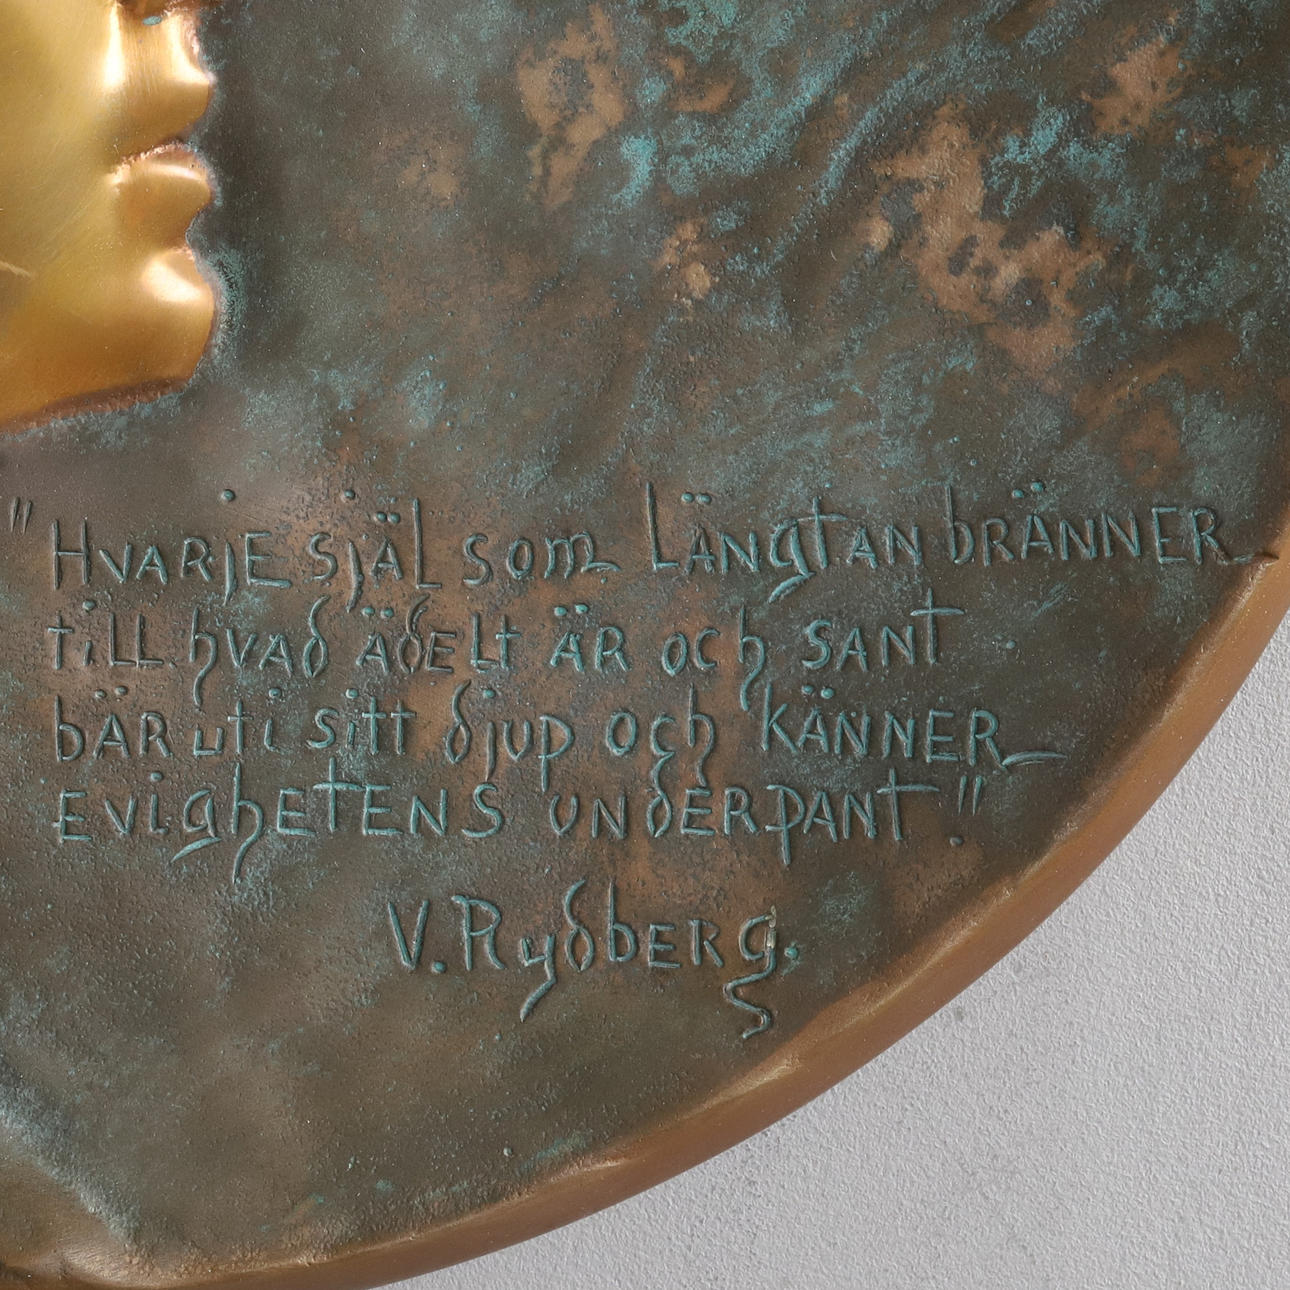 "Hvarje själ som Längtan bränner
till hvad ädelt är och sant
bär uti sitt djup och känner
Evighetens underpant."
V. Rydberg.